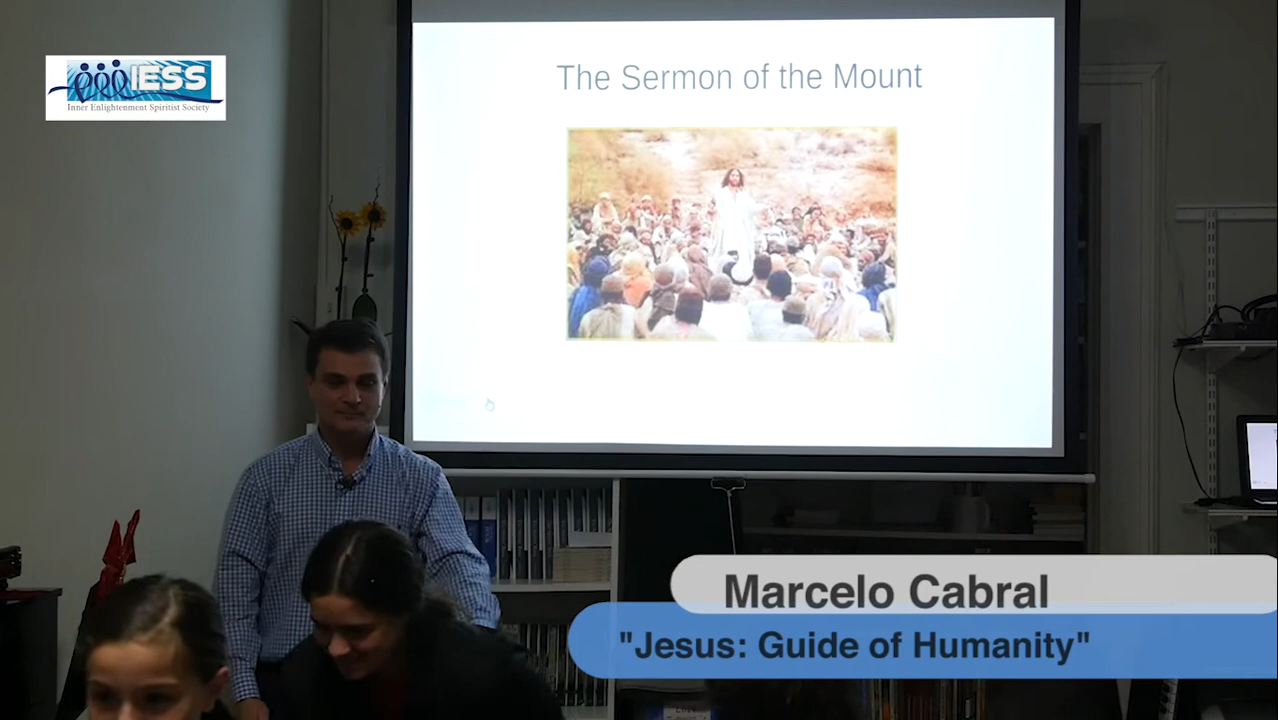 The Sermon of the Mount
IESS
Inner Enlightenment Spiritist Society
Marcelo Cabral
"Jesus: Guide of Humanity"